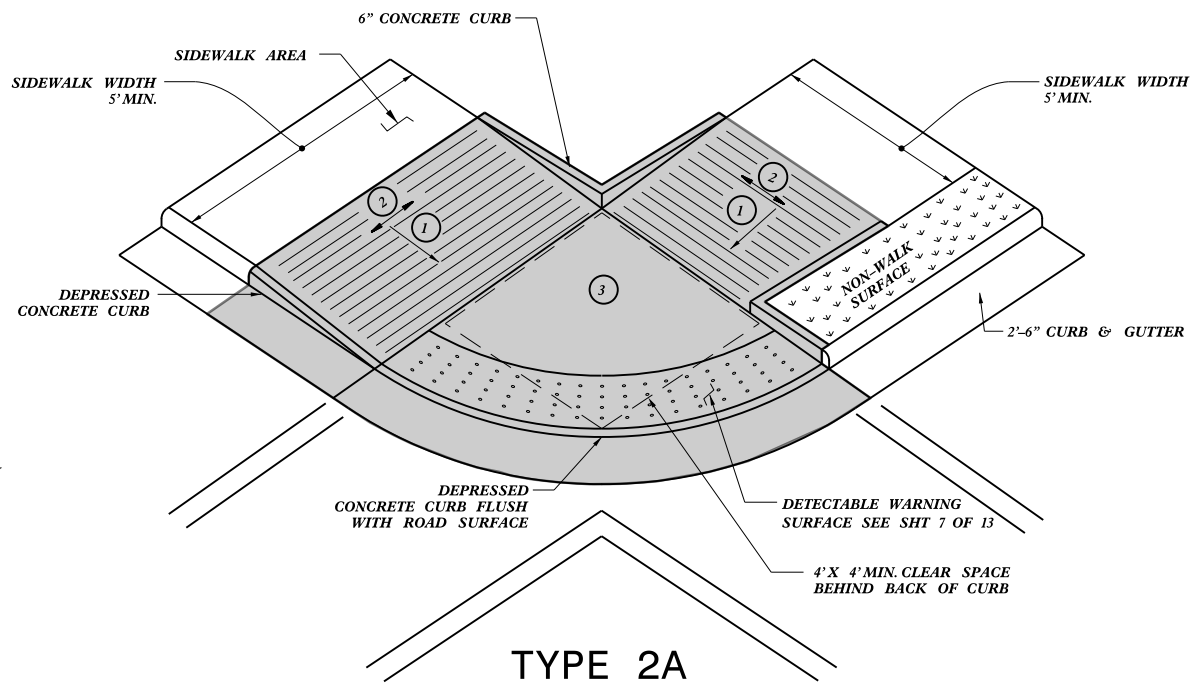 6" CONCRETE CURB
SIDEWALK AREA
SIDEWALK WIDTH
5' MIN.
SIDEWALK WIDTH
5' MIN.
2
1
2
1
3
NON-WALK
SURFACE
DEPRESSED
CONCRETE CURB
2'-6" CURB & GUTTER
DEPRESSED
CONCRETE CURB FLUSH
WITH ROAD SURFACE
DETECTABLE WARNING
SURFACE SEE SHT 7 OF 13
4' X 4' MIN. CLEAR SPACE
BEHIND BACK OF CURB
TYPE 2A